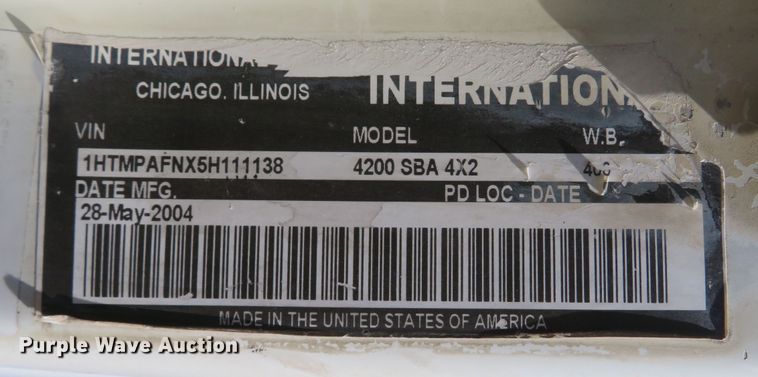 INTERNATIONA
CHICAGO, ILLINOIS INTERNATIONA
VIN MODEL W.B.
1HTMPAFNX5H111138 4200 SBA 4X2
DATE MFG. PD LOC - DATE
28-May-2004
MADE IN THE UNITED STATES OF AMERICA
Purple Wave Auction